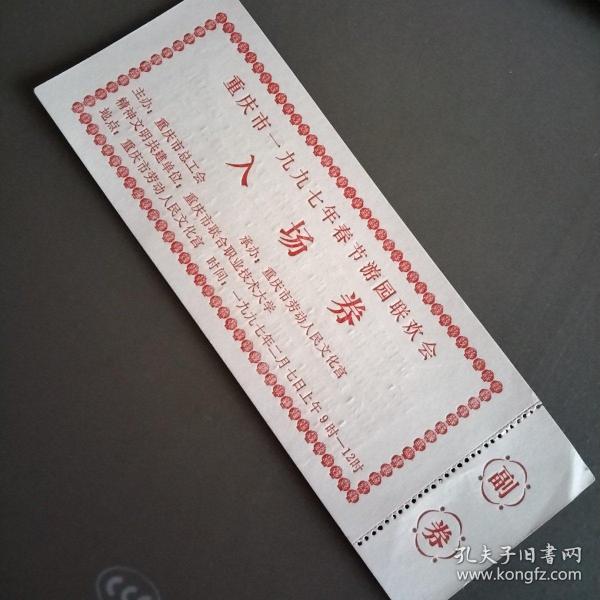 重庆市一九九七年春节游园联欢会
入场券
主办：重庆市总工会 承办：重庆市劳动人民文化宫
精神文明共建单位：重庆市联合职业技术大学
地点：重庆市劳动人民文化宫 时间：一九九七年二月七日上午9时—12时
副券
孔夫子旧书网
www.kongfz.com